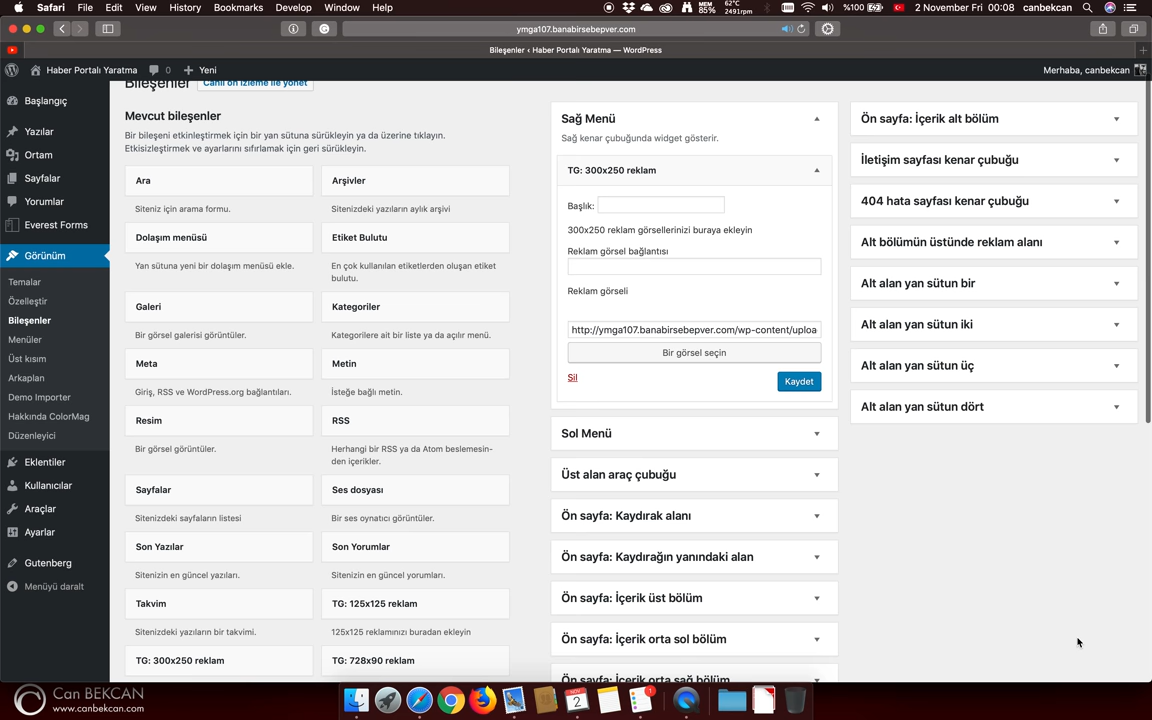 Safari File Edit View History Bookmarks Develop Window Help
MEM 85% 62°C 2491rpm %100 2 November Fri 00:08 canbekcan
ymga107.banabirsebepver.com
Bileşenler ‹ Haber Portalı Yaratma — WordPress
Haber Portalı Yaratma 0 Yeni
Merhaba, canbekcan
Başlangıç
Yazılar
Ortam
Sayfalar
Yorumlar
Everest Forms
Görünüm
Temalar
Özelleştir
Bileşenler
Menüler
Üst kısım
Arkaplan
Demo Importer
Hakkında ColorMag
Düzenleyici
Eklentiler
Kullanıcılar
Araçlar
Ayarlar
Gutenberg
Menüyü daralt
Bileşenler Canlı ön izleme ile yönet
Mevcut bileşenler
Bir bileşeni etkinleştirmek için bir yan sütuna sürükleyin ya da üzerine tıklayın.
Etkisizleştirmek ve ayarlarını sıfırlamak için geri sürükleyin.
Ara
Siteniz için arama formu.
Arşivler
Sitenizdeki yazıların aylık arşivi
Dolaşım menüsü
Yan sütuna yeni bir dolaşım menüsü ekle.
Etiket Bulutu
En çok kullanılan etiketlerden oluşan etiket
bulutu.
Galeri
Bir görsel galerisi görüntüler.
Kategoriler
Kategorilere ait bir liste ya da açılır menü.
Meta
Giriş, RSS ve WordPress.org bağlantıları.
Metin
İsteğe bağlı metin.
Resim
Bir görsel görüntüler.
RSS
Herhangi bir RSS ya da Atom beslemesin-
den içerikler.
Sayfalar
Sitenizdeki sayfaların listesi
Ses dosyası
Bir ses oynatıcı görüntüler.
Son Yazılar
Sitenizin en güncel yazıları.
Son Yorumlar
Sitenizin en güncel yorumları.
Takvim
Sitenizdeki yazıların bir takvimi.
TG: 125x125 reklam
125x125 reklamınızı buradan ekleyin
TG: 300x250 reklam
TG: 728x90 reklam
Sağ Menü
Sağ kenar çubuğunda widget gösterir.
TG: 300x250 reklam
Başlık:
300x250 reklam görsellerinizi buraya ekleyin
Reklam görsel bağlantısı
Reklam görseli
http://ymga107.banabirsebepver.com/wp-content/uploa
Bir görsel seçin
Sil
Kaydet
Sol Menü
Üst alan araç çubuğu
Ön sayfa: Kaydırak alanı
Ön sayfa: Kaydırağın yanındaki alan
Ön sayfa: İçerik üst bölüm
Ön sayfa: İçerik orta sol bölüm
Ön sayfa: İçerik orta sağ bölüm
Ön sayfa: İçerik alt bölüm
İletişim sayfası kenar çubuğu
404 hata sayfası kenar çubuğu
Alt bölümün üstünde reklam alanı
Alt alan yan sütun bir
Alt alan yan sütun iki
Alt alan yan sütun üç
Alt alan yan sütun dört
Can BEKCAN
www.canbekcan.com
2
1